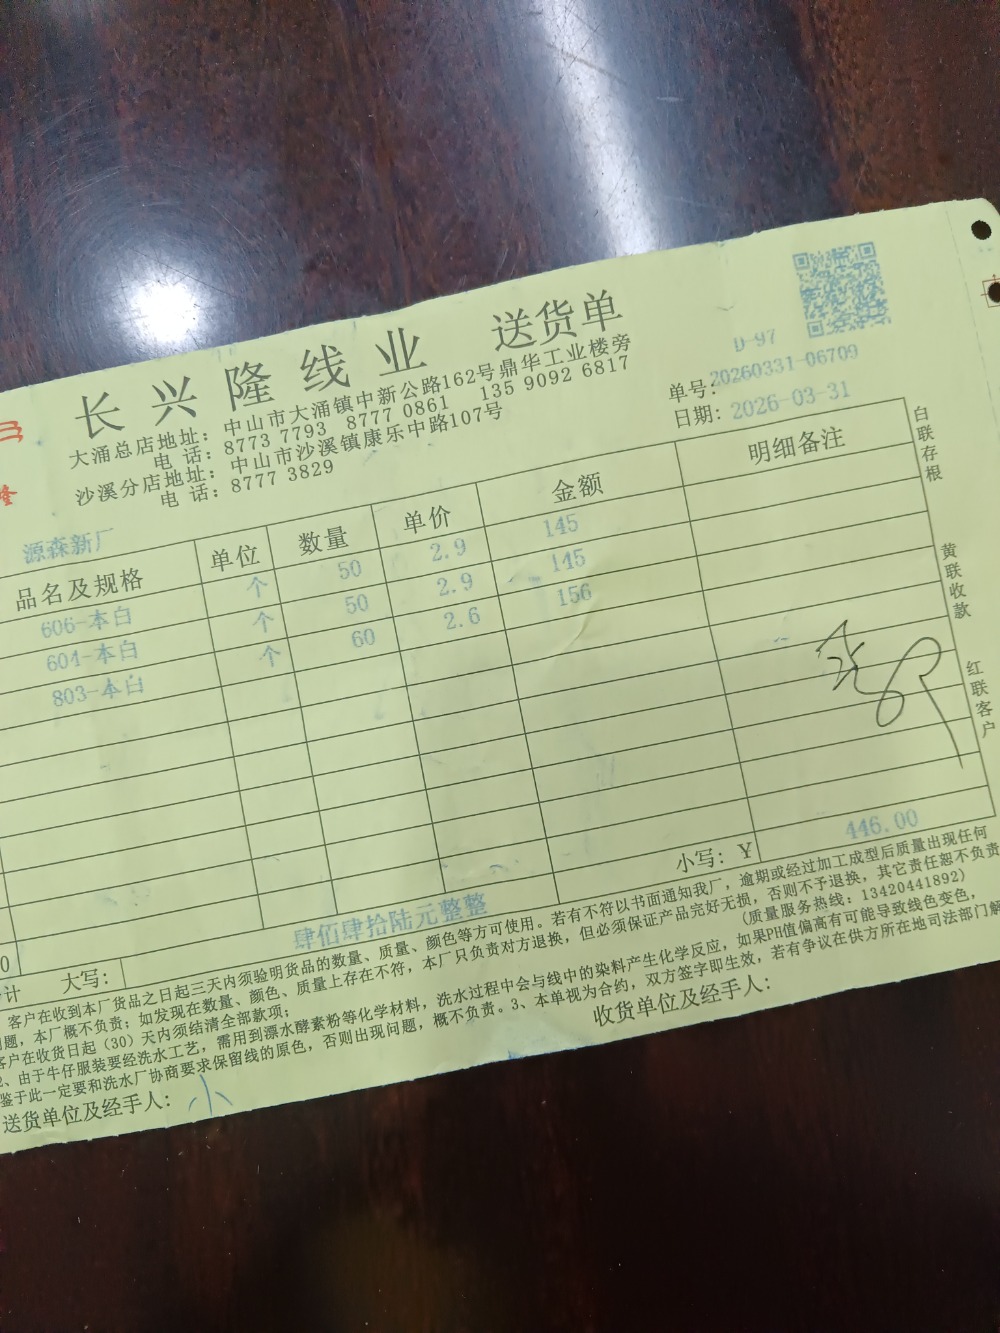 长兴隆线业 送货单
大涌总店地址：中山市大涌镇中新公路162号鼎华工业楼旁
电 话：8773 7793 8777 0861 135 9092 6817
沙溪分店地址：中山市沙溪镇康乐中路107号
电 话：8777 3829
D-97
单号：20260331-06709
日期：2026-03-31
隆
源森新厂
品名及规格 单位 数量 单价 金额 明细备注
606-本白 个 50 2.9 145
604-本白 个 50 2.9 145
803-本白 个 60 2.6 156
小写：Y 446.00
计 大写： 肆佰肆拾陆元整整
客户在收到本厂货品之日起三天内须验明货品的数量、质量、颜色等方可使用。若有不符以书面通知我厂，逾期或经过加工成型后质量出现任何
问题，本厂概不负责；如发现在数量、颜色、质量上存在不符，本厂只负责对方退换，但必须保证产品完好无损，否则不予退换，其它责任恕不负责
客户在收货日起（30）天内须结清全部款项；（质量服务热线：13420441892）
2、由于牛仔服装要经洗水工艺，需用到漂水酵素粉等化学材料，洗水过程中会与线中的染料产生化学反应，如果PH值偏高有可能导致线色变色，
鉴于此一定要和洗水厂协商要求保留线的原色，否则出现问题，概不负责。3、本单视为合约，双方签字即生效，若有争议在供方所在地司法部门解
送货单位及经手人：小 收货单位及经手人：
白联存根
黄联收款
红联客户